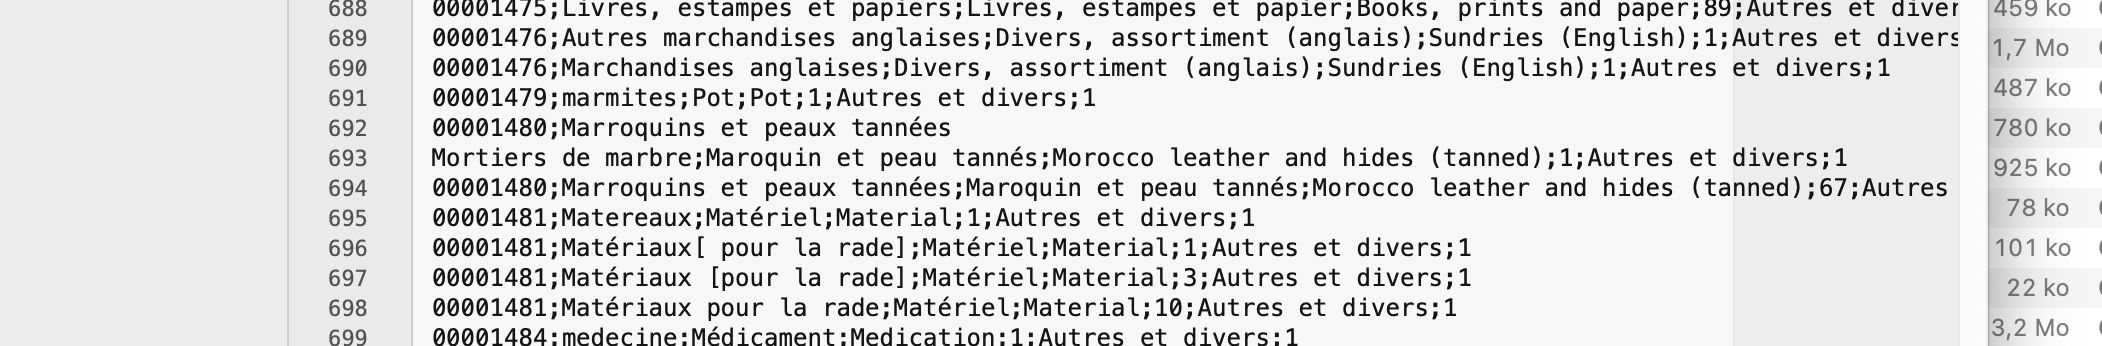 688 00001475;Livres, estampes et papiers;Livres, estampes et papier;Books, prints and paper;89;Autres et diver
689 00001476;Autres marchandises anglaises;Divers, assortiment (anglais);Sundries (English);1;Autres et divers
690 00001476;Marchandises anglaises;Divers, assortiment (anglais);Sundries (English);1;Autres et divers;1
691 00001479;marmites;Pot;Pot;1;Autres et divers;1
692 00001480;Marroquins et peaux tannées
693 Mortiers de marbre;Maroquin et peau tannés;Morocco leather and hides (tanned);1;Autres et divers;1
694 00001480;Marroquins et peaux tannées;Maroquin et peau tannés;Morocco leather and hides (tanned);67;Autres
695 00001481;Matereaux;Matériel;Material;1;Autres et divers;1
696 00001481;Matériaux[ pour la rade];Matériel;Material;1;Autres et divers;1
697 00001481;Matériaux [pour la rade];Matériel;Material;3;Autres et divers;1
698 00001481;Matériaux pour la rade;Matériel;Material;10;Autres et divers;1
699 00001484;medecine;Médicament;Medication;1;Autres et divers;1
459 ko
1,7 Mo
487 ko
780 ko
925 ko
78 ko
101 ko
22 ko
3,2 Mo